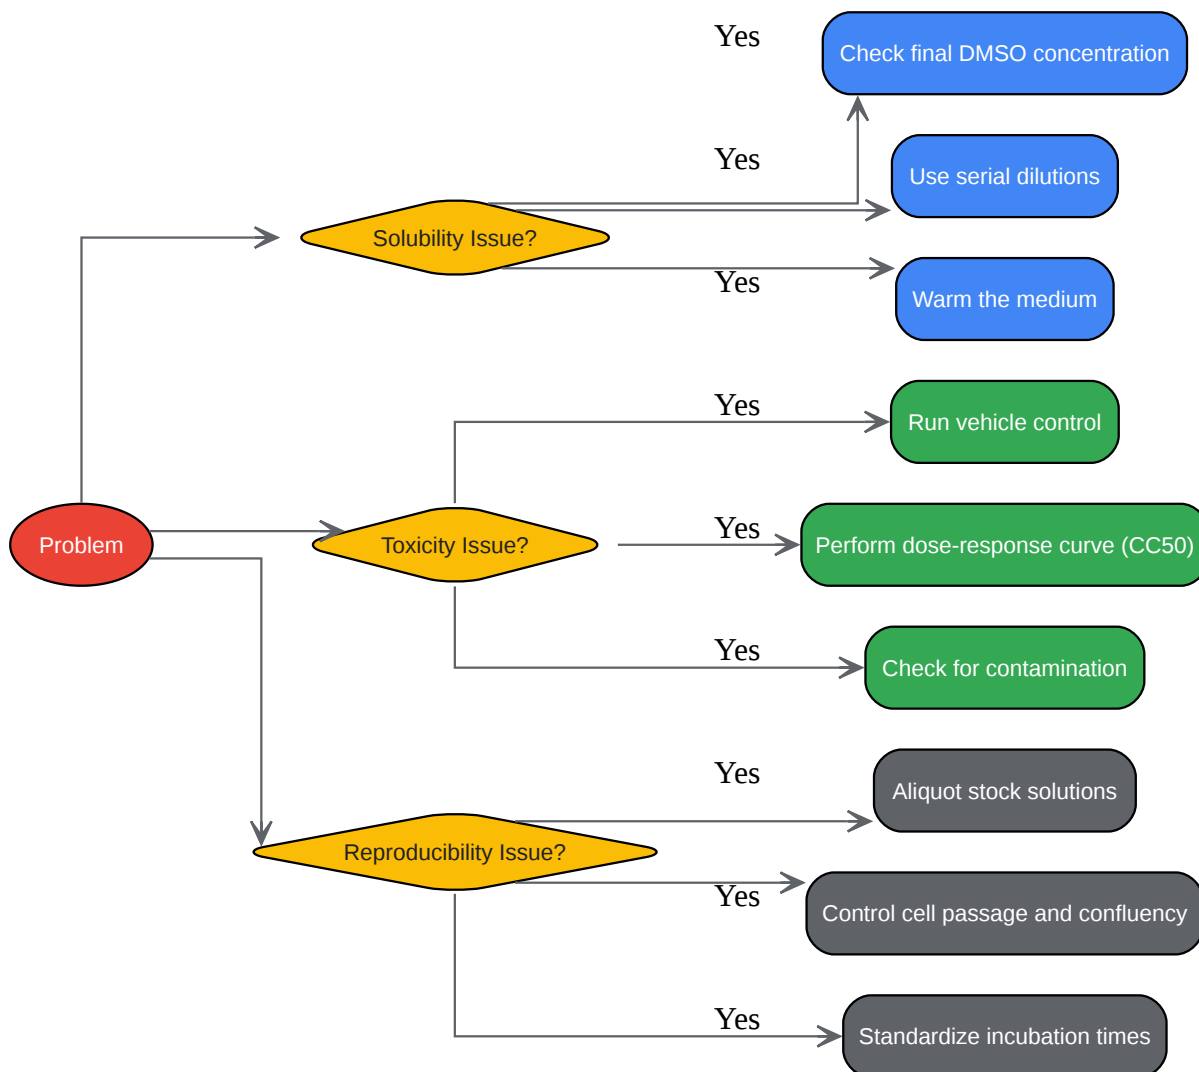 Yes
Check final DMSO concentration
Yes
Use serial dilutions
Solubility Issue?
Yes
Warm the medium
Yes
Run vehicle control
Problem
Toxicity Issue?
Yes
Perform dose-response curve (CC50)
Yes
Check for contamination
Yes
Aliquot stock solutions
Reproducibility Issue?
Yes
Control cell passage and confluency
Yes
Standardize incubation times